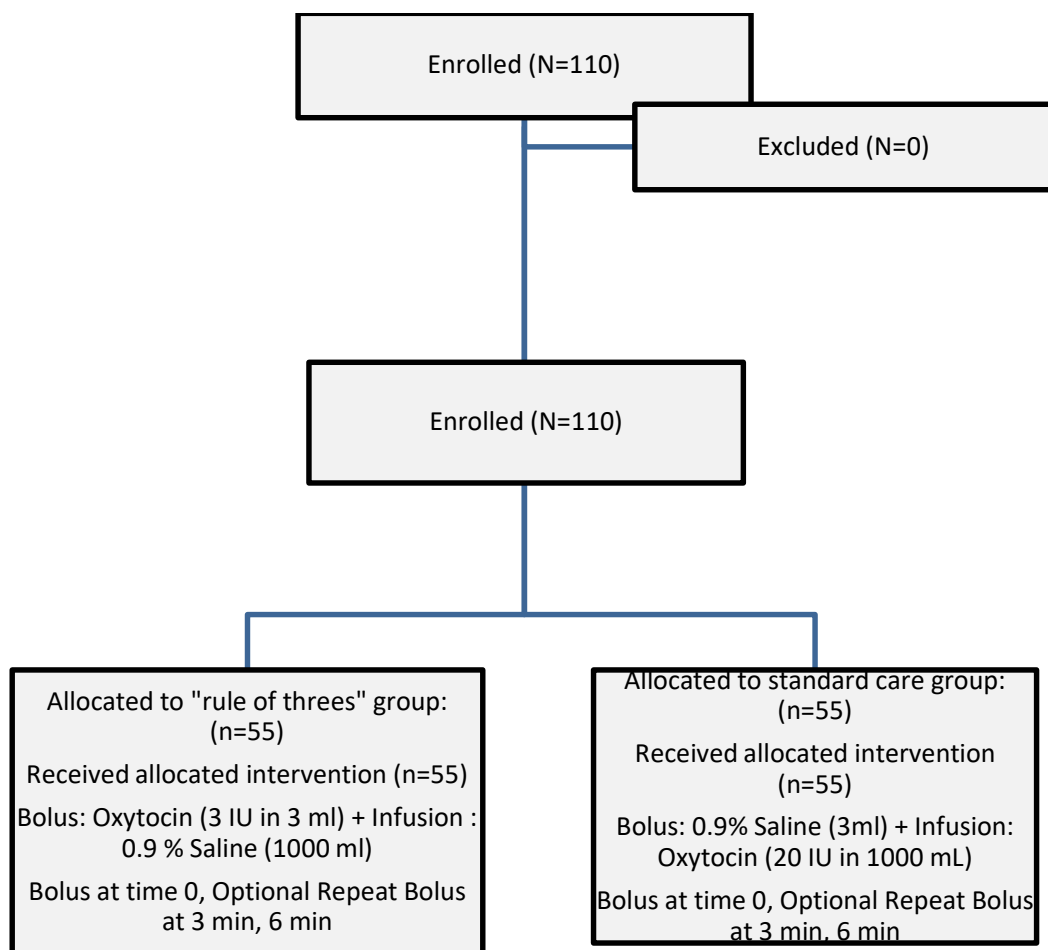 Enrolled (N=110)
Excluded (N=0)
Enrolled (N=110)
Allocated to "rule of threes" group:
(n=55)
Received allocated intervention (n=55)
Bolus: Oxytocin (3 IU in 3 ml) + Infusion :
0.9 % Saline (1000 ml)
Bolus at time 0, Optional Repeat Bolus
at 3 min, 6 min
Allocated to standard care group:
(n=55)
Received allocated intervention
(n=55)
Bolus: 0.9% Saline (3ml) + Infusion:
Oxytocin (20 IU in 1000 mL)
Bolus at time 0, Optional Repeat Bolus
at 3 min, 6 min